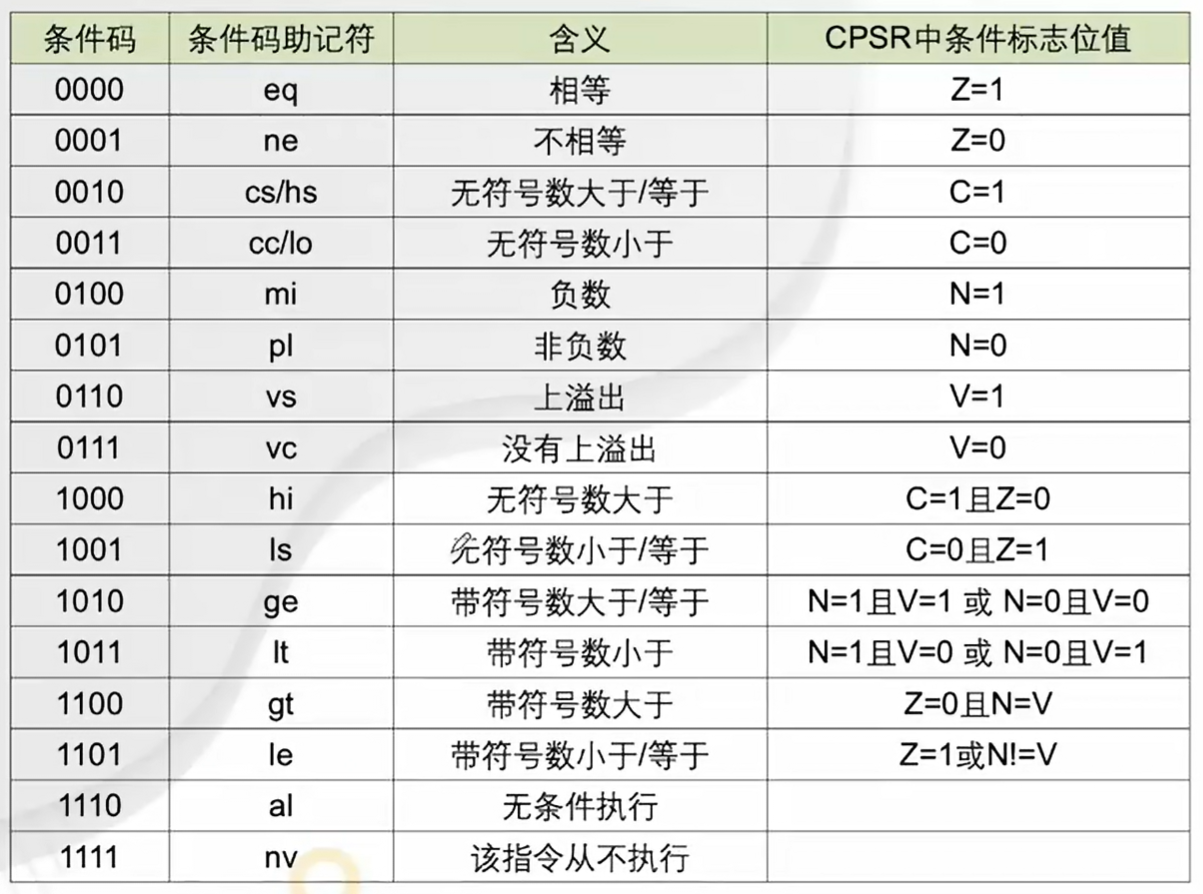 条件码 条件码助记符 含义 CPSR中条件标志位值
0000 eq 相等 Z=1
0001 ne 不相等 Z=0
0010 cs/hs 无符号数大于/等于 C=1
0011 cc/lo 无符号数小于 C=0
0100 mi 负数 N=1
0101 pl 非负数 N=0
0110 vs 上溢出 V=1
0111 vc 没有上溢出 V=0
1000 hi 无符号数大于 C=1且Z=0
1001 ls 无符号数小于/等于 C=0且Z=1
1010 ge 带符号数大于/等于 N=1且V=1 或 N=0且V=0
1011 lt 带符号数小于 N=1且V=0 或 N=0且V=1
1100 gt 带符号数大于 Z=0且N=V
1101 le 带符号数小于/等于 Z=1或N!=V
1110 al 无条件执行
1111 nv 该指令从不执行